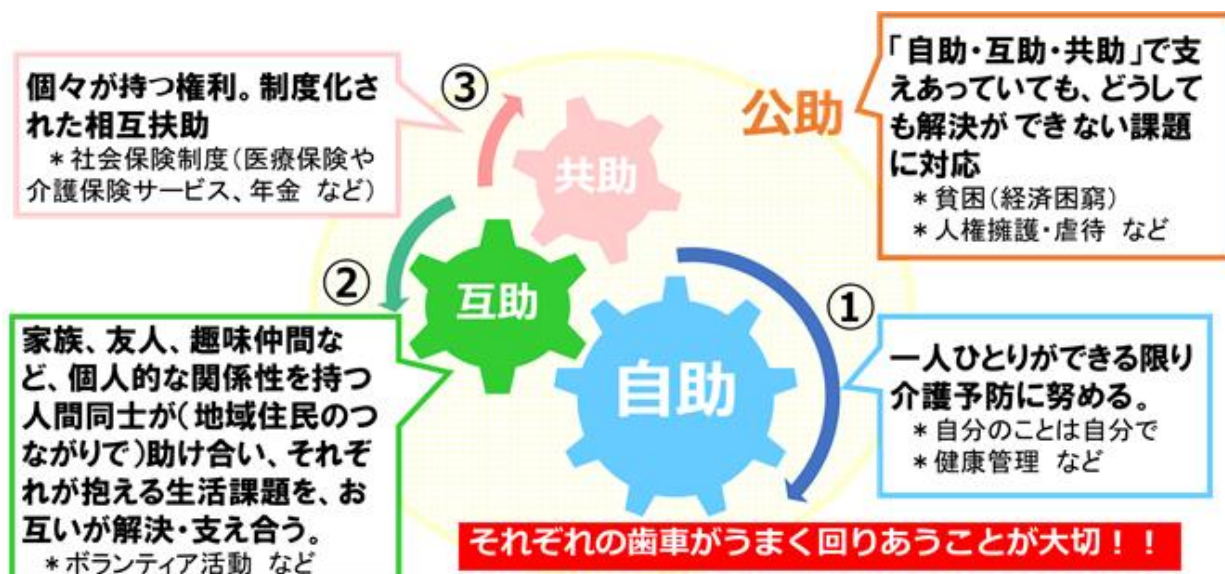 個々が持つ権利。制度化さ
れた相互扶助
＊社会保険制度（医療保険や
介護保険サービス、年金 など）
③
共助
公助
「自助・互助・共助」で支
えあっていても、どうして
も解決ができない課題
に対応
＊貧困（経済困窮）
＊人権擁護・虐待 など
②
互助
家族、友人、趣味仲間な
ど、個人的な関係性を持つ
人間同士が（地域住民のつ
ながりで）助け合い、それぞ
れが抱える生活課題を、お
互いが解決・支え合う。
＊ボランティア活動 など
自助
①
一人ひとりができる限り
介護予防に努める。
＊自分のことは自分で
＊健康管理 など
それぞれの歯車がうまく回りあうことが大切！！